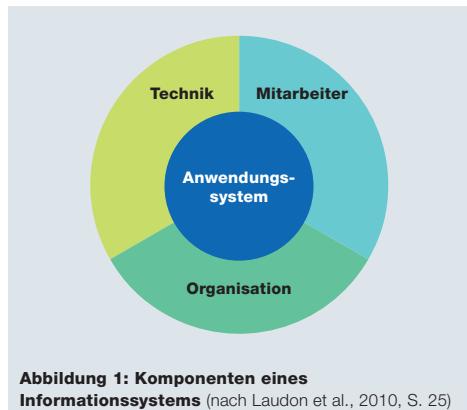 Technik
Mitarbeiter
Anwendungs-
system
Organisation
Abbildung 1: Komponenten eines
Informationssystems (nach Laudon et al., 2010, S. 25)